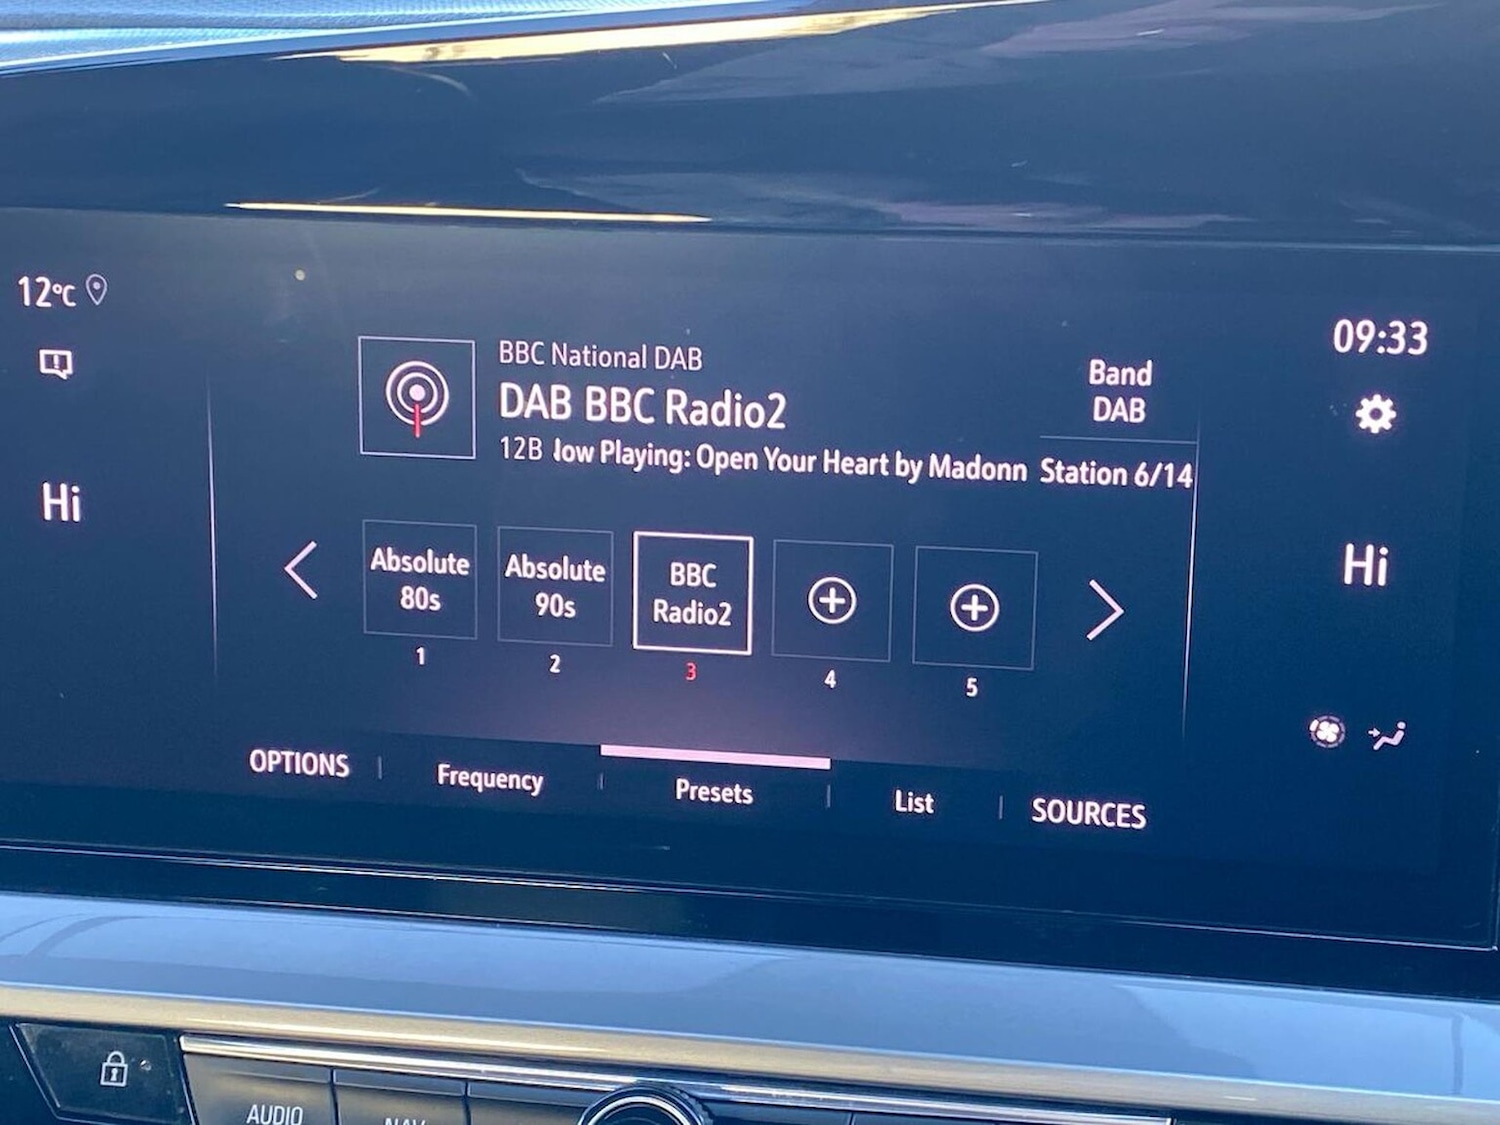 12°C
09:33
BBC National DAB
DAB BBC Radio2
12B low Playing: Open Your Heart by Madonn
Band
DAB
Station 6/14
Hi
Hi
Absolute
80s
Absolute
90s
BBC
Radio2
1
2
3
4
5
OPTIONS
Frequency
Presets
List
SOURCES
AUDIO
NAV